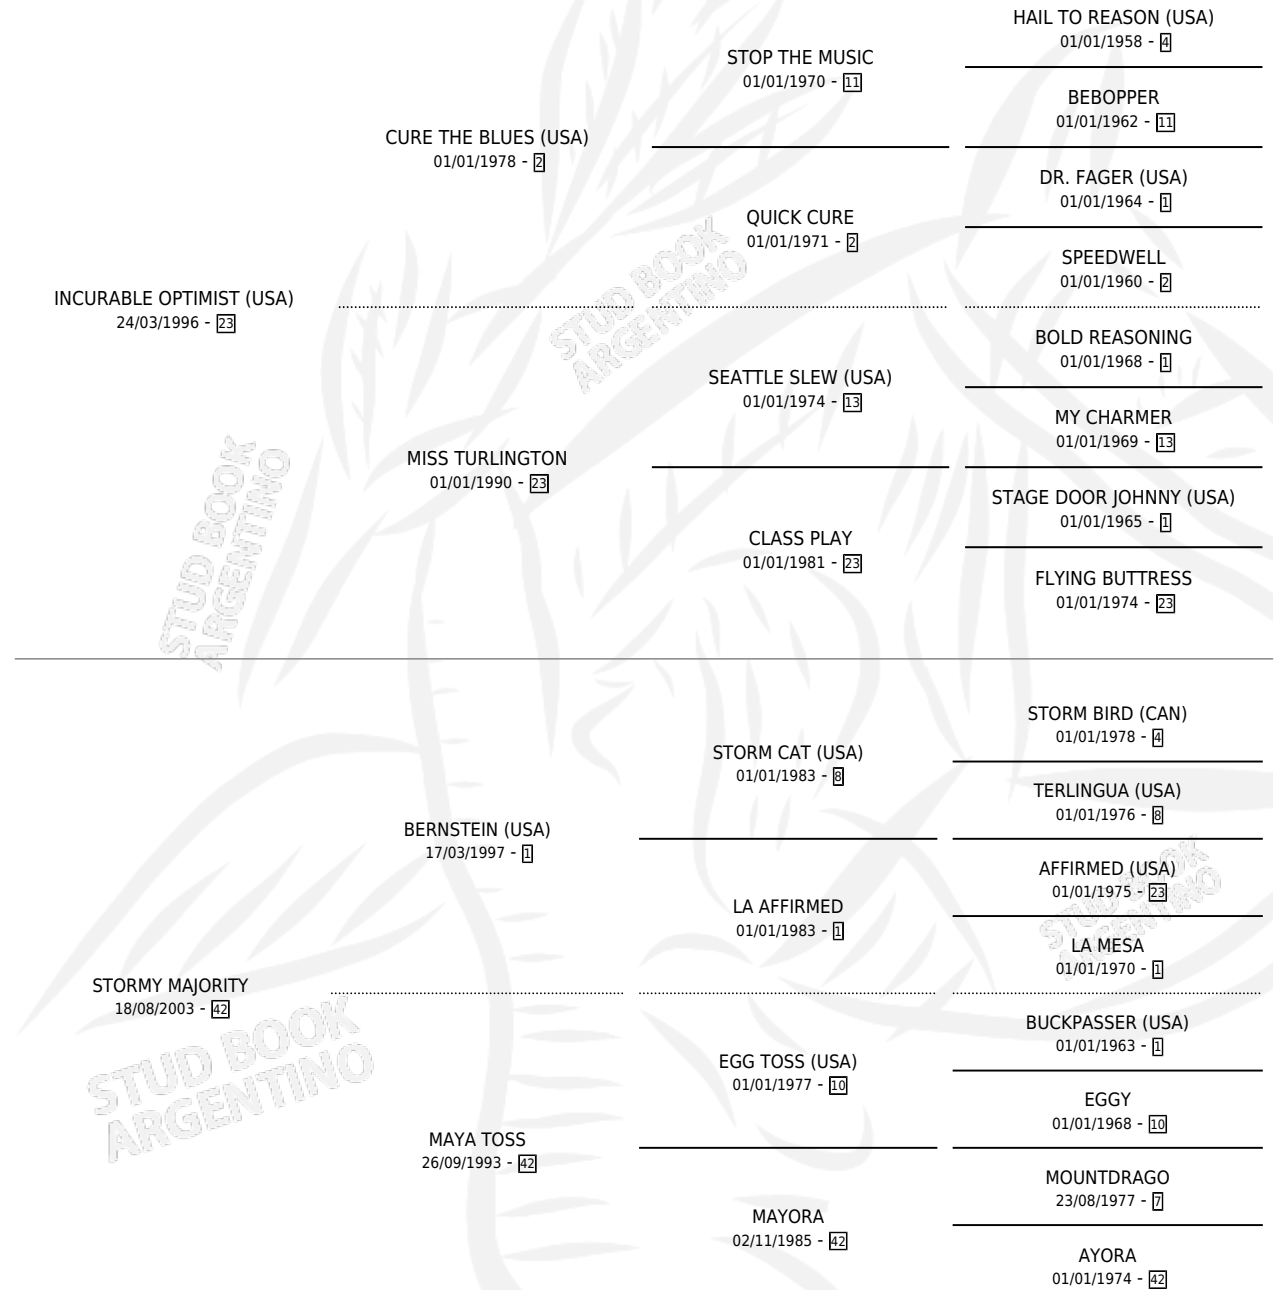 HAIL TO REASON (USA)
01/01/1958 - 4
STOP THE MUSIC
01/01/1970 - 11
BEBOPPER
01/01/1962 - 11
CURE THE BLUES (USA)
01/01/1978 - 2
DR. FAGER (USA)
01/01/1964 - 1
QUICK CURE
01/01/1971 - 2
SPEEDWELL
01/01/1960 - 2
INCURABLE OPTIMIST (USA)
24/03/1996 - 23
STUD BOOK
ARGENTINO
BOLD REASONING
01/01/1968 - 1
SEATTLE SLEW (USA)
01/01/1974 - 13
MY CHARMER
01/01/1969 - 13
MISS TURLINGTON
01/01/1990 - 23
STAGE DOOR JOHNNY (USA)
01/01/1965 - 1
CLASS PLAY
01/01/1981 - 23
FLYING BUTTRESS
01/01/1974 - 23
STUD BOOK
ARGENTINO
STORM BIRD (CAN)
01/01/1978 - 4
STORM CAT (USA)
01/01/1983 - 8
TERLINGUA (USA)
01/01/1976 - 8
BERNSTEIN (USA)
17/03/1997 - 1
AFFIRMED (USA)
01/01/1975 - 23
LA AFFIRMED
01/01/1983 - 1
STUD BOOK
ARGENTINO
LA MESA
01/01/1970 - 1
STORMY MAJORITY
18/08/2003 - 42
BUCKPASSER (USA)
01/01/1963 - 1
STUD BOOK
ARGENTINO
EGG TOSS (USA)
01/01/1977 - 10
EGGY
01/01/1968 - 10
MAYA TOSS
26/09/1993 - 42
MOUNTDRAGO
23/08/1977 - 7
MAYORA
02/11/1985 - 42
AYORA
01/01/1974 - 42